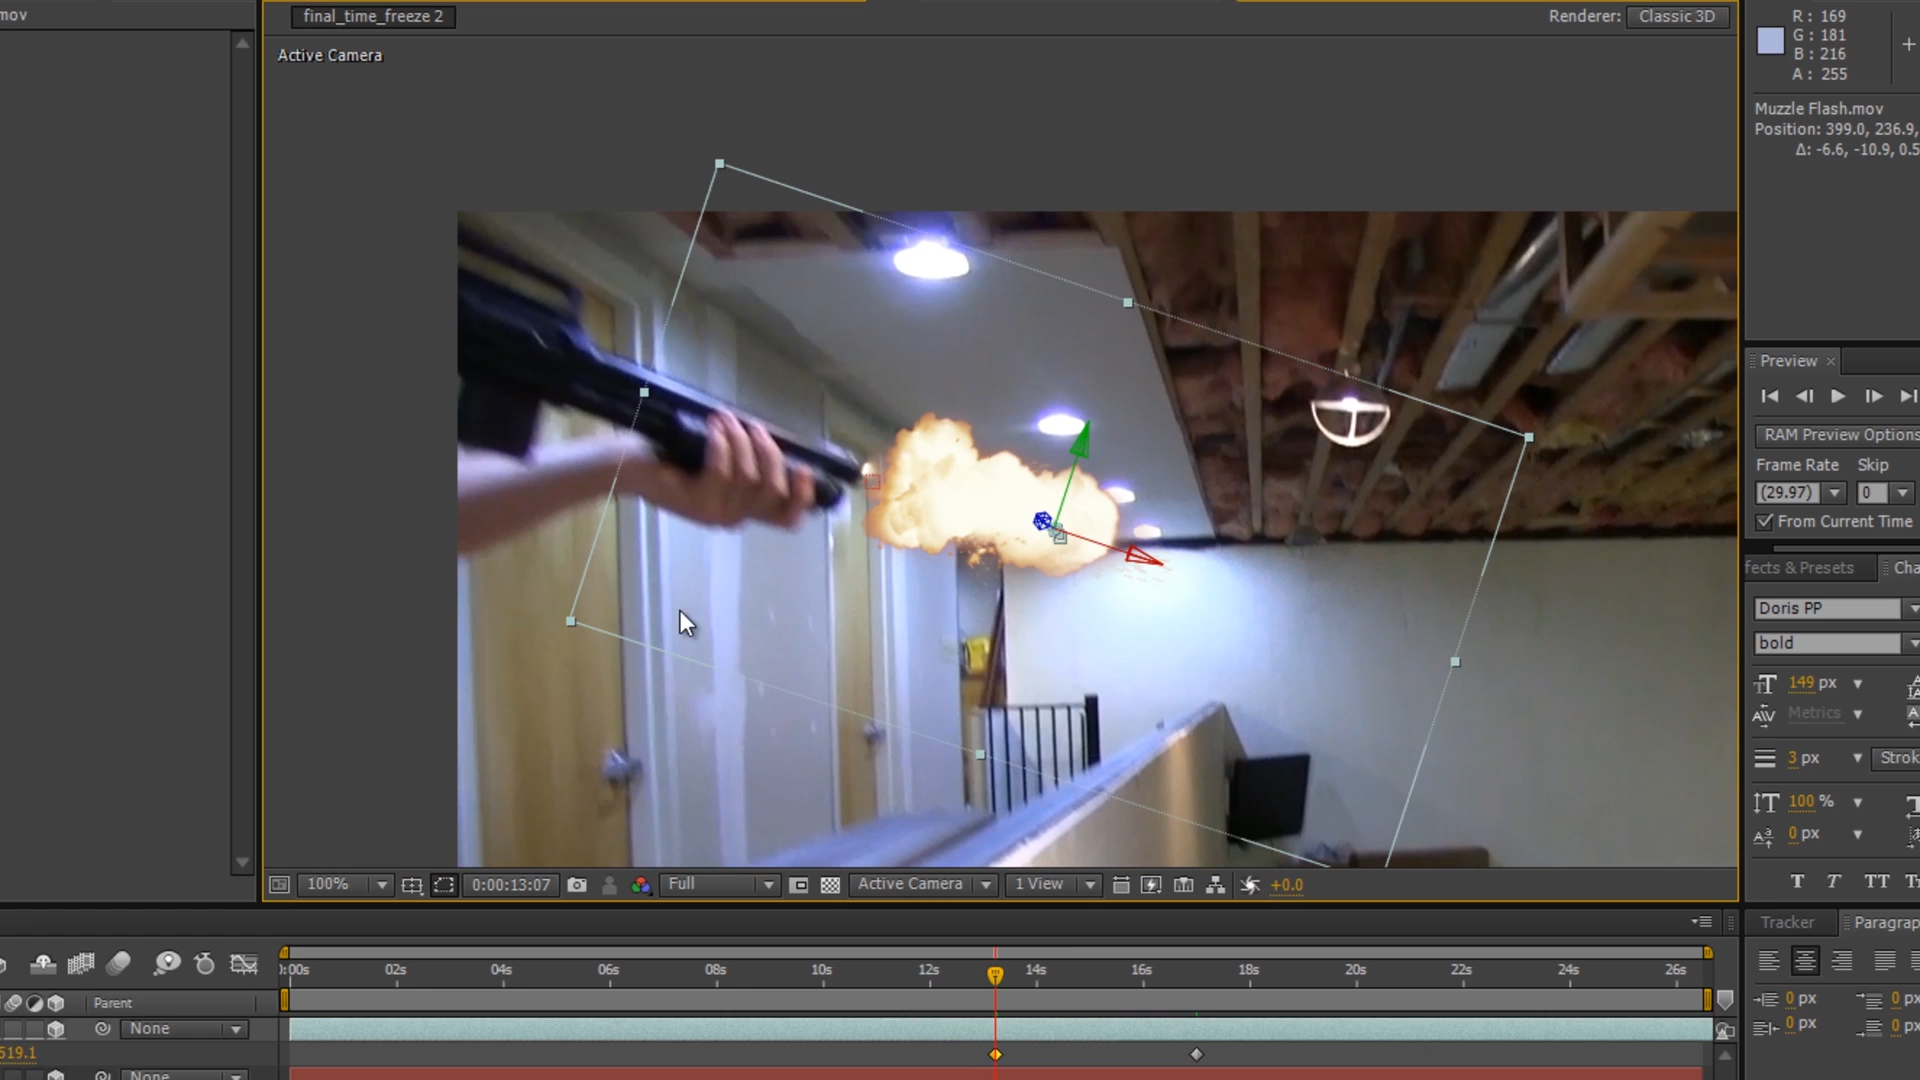 mov
final_time_freeze 2
Renderer: Classic 3D
Active Camera
R : 169
G : 181
B : 216
A : 255
Muzzle Flash.mov
Position: 399.0, 236.9,
Δ: -6.6, -10.9, 0.5
Preview
RAM Preview Options
Frame Rate Skip
(29.97) 0
From Current Time
fects & Presets Cha
Doris PP
bold
149 px
Metrics
3 px Strok
100 %
0 px
T T TT Tr
100% 0:00:13:07 Full Active Camera 1 View +0.0
Tracker Paragrap
):00s 02s 04s 06s 08s 10s 12s 14s 16s 18s 20s 22s 24s 26s
Parent
0 px 0 px
None
0 px 0 px
519.1
None